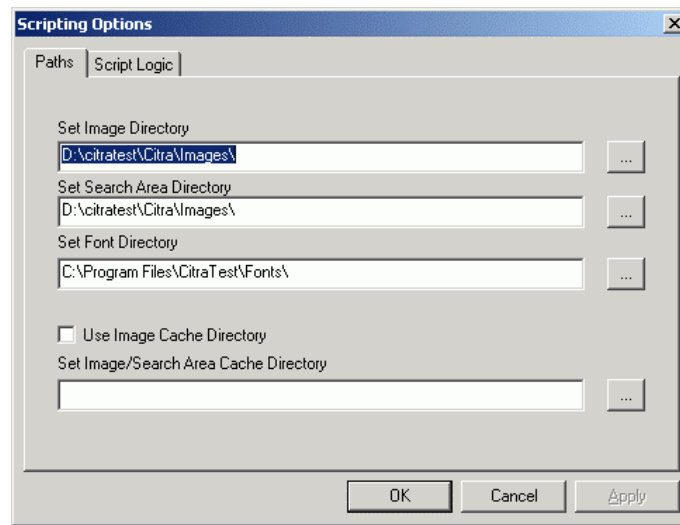 Scripting Options
Paths Script Logic
Set Image Directory
D:\citratest\Citra\Images\ ...
Set Search Area Directory
D:\citratest\Citra\Images\ ...
Set Font Directory
C:\Program Files\CitraTest\Fonts\ ...
Use Image Cache Directory
Set Image/Search Area Cache Directory
...
OK Cancel Apply